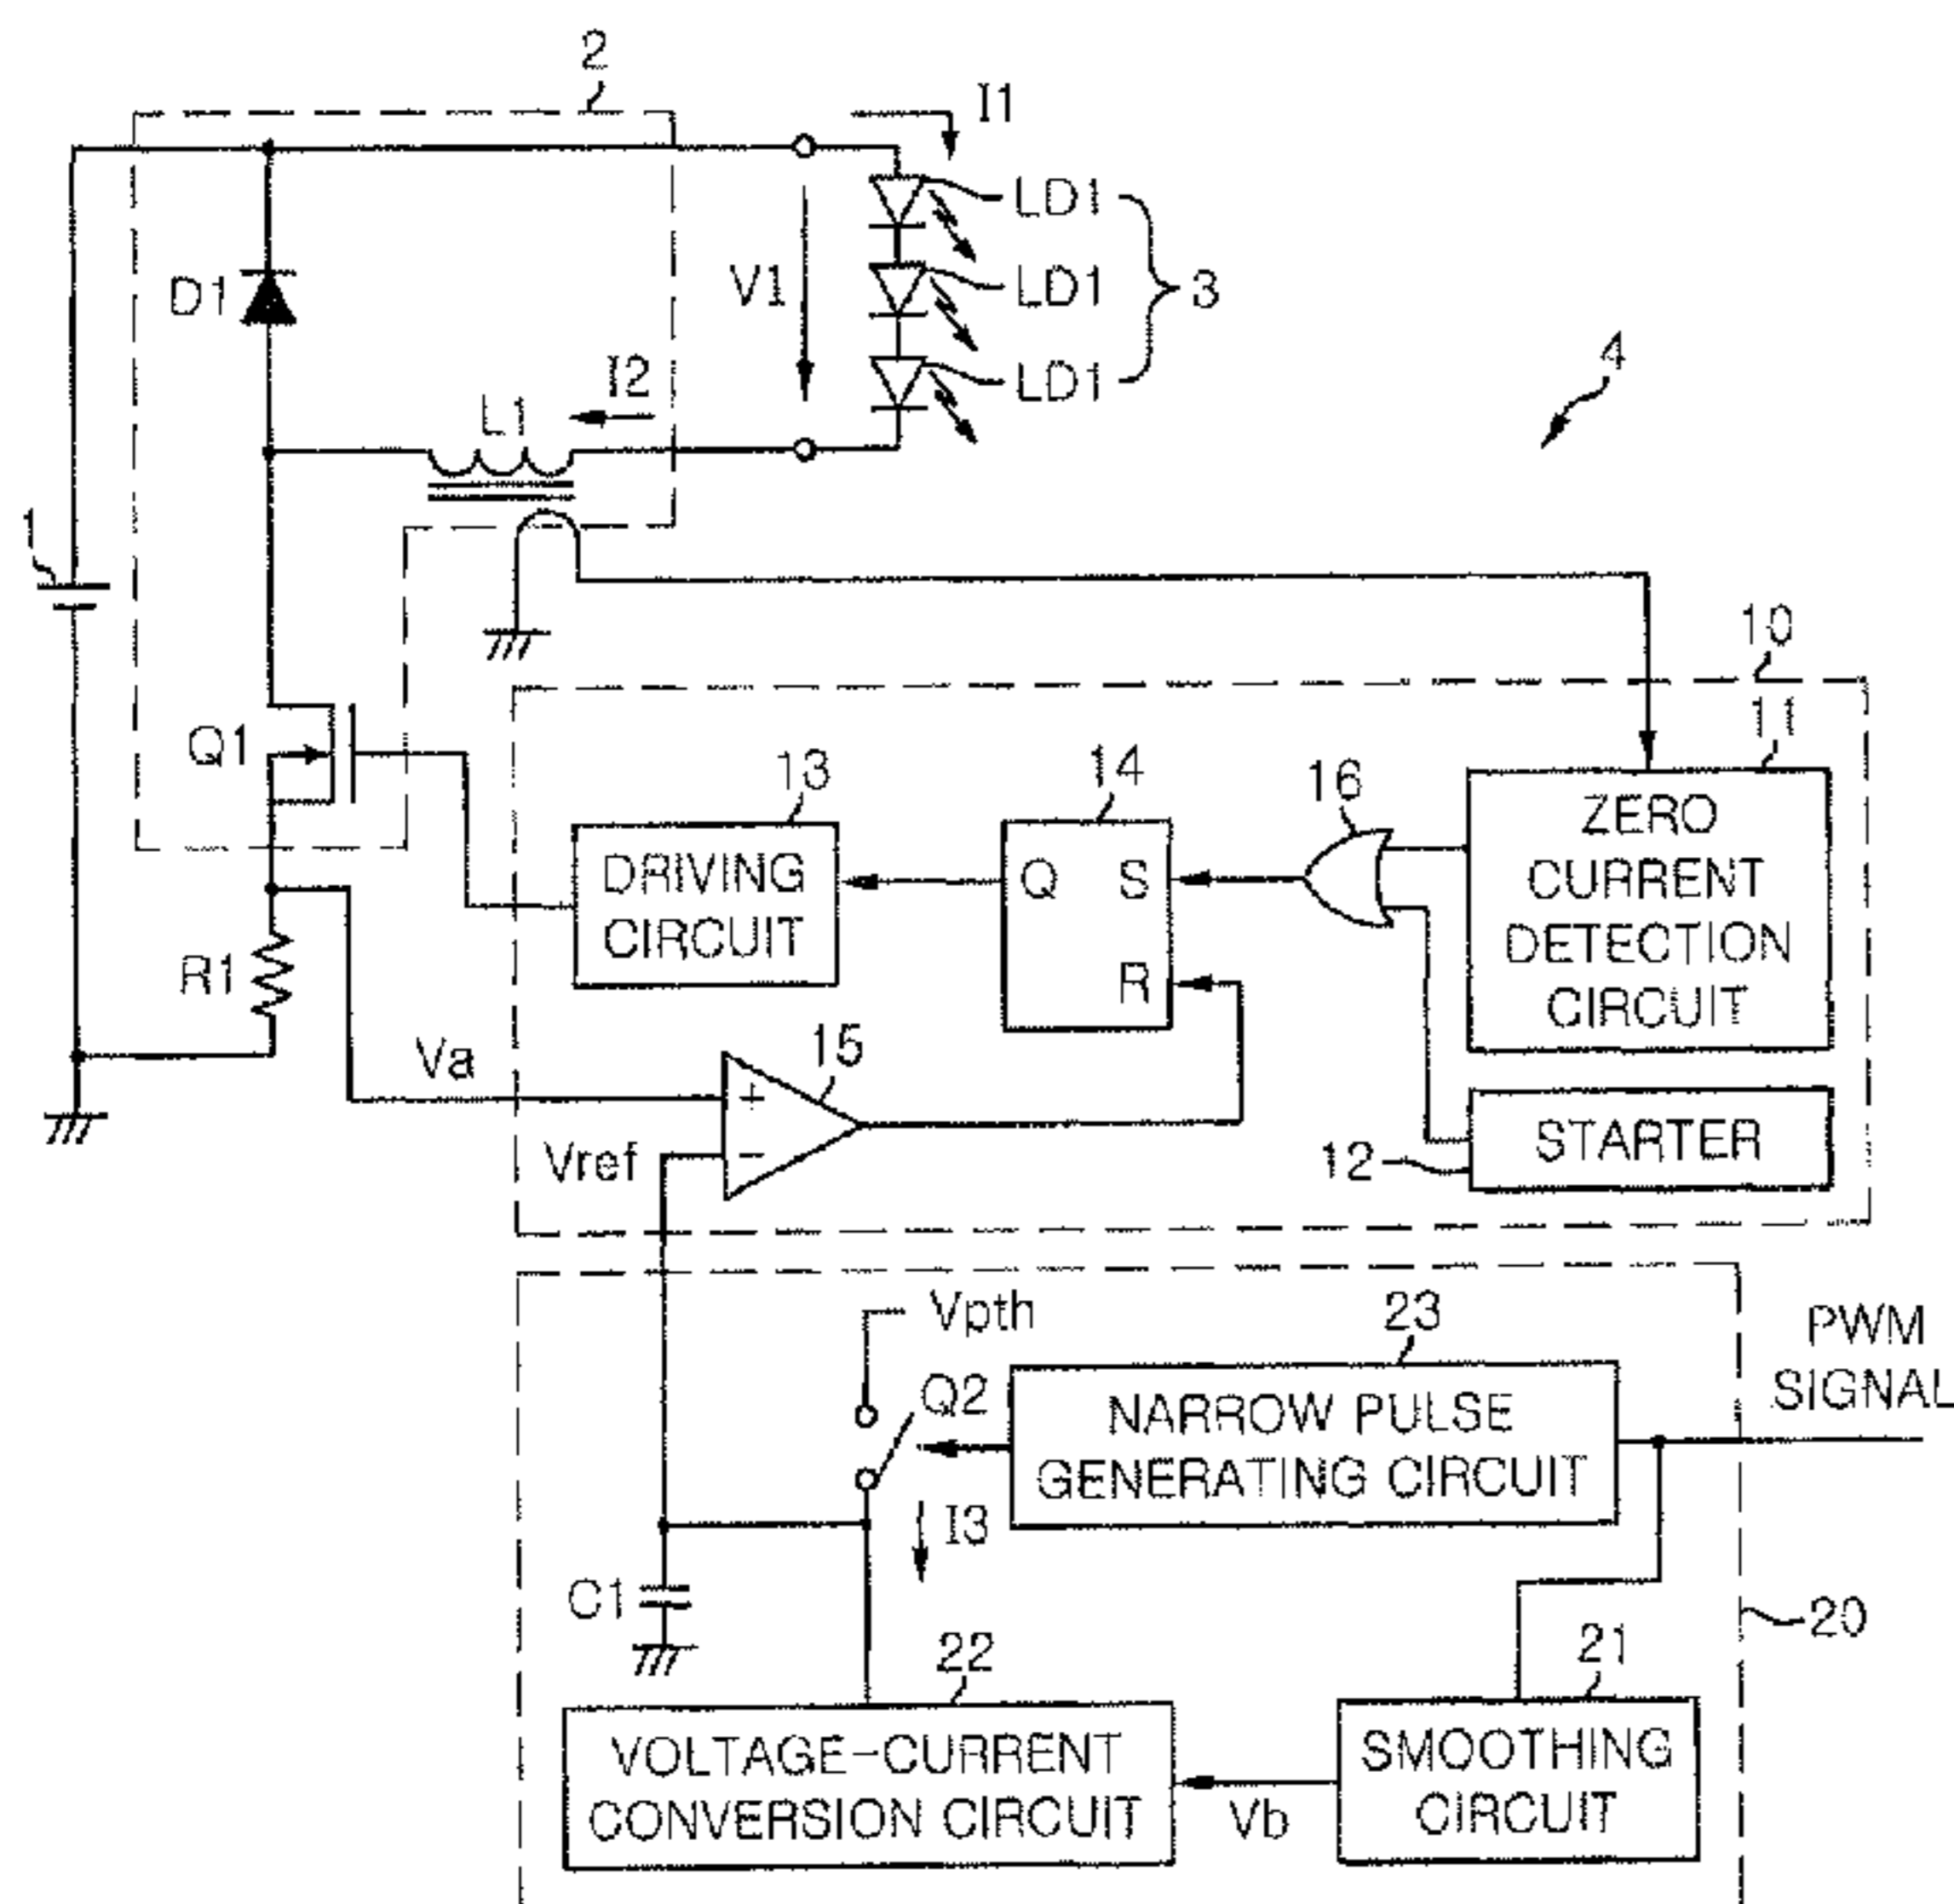 2
I1
LD1
D1
V1
LD1
3
LD1
I2
L1
4
1
10
11
Q1
13
14
16
ZERO
CURRENT
DETECTION
CIRCUIT
DRIVING
CIRCUIT
Q
S
R
R1
Va
15
+
−
Vref
12
STARTER
Vpth
23
PWM
SIGNAL
Q2
NARROW PULSE
GENERATING CIRCUIT
I3
C1
20
22
21
VOLTAGE-CURRENT
CONVERSION CIRCUIT
Vb
SMOOTHING
CIRCUIT